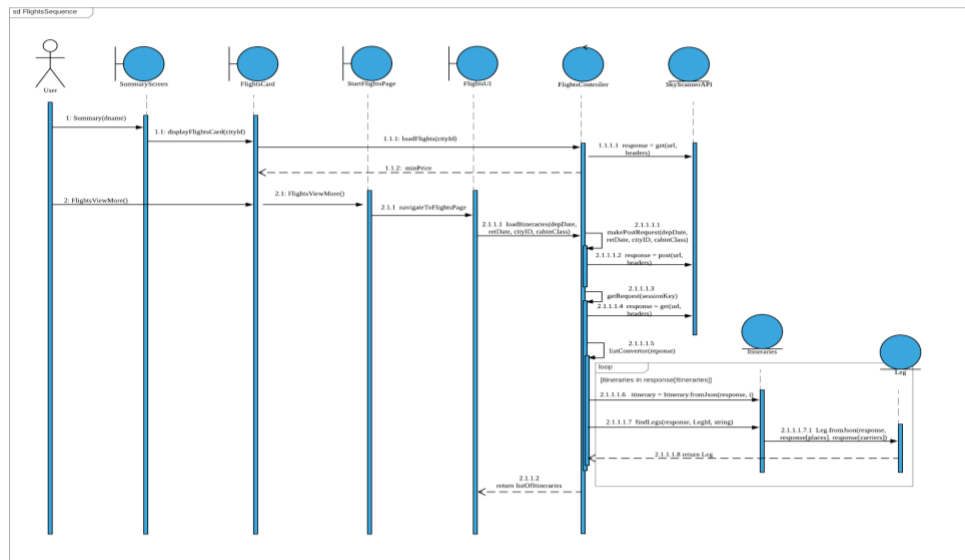 sd FlightsSequence
User
SummaryScreen
FlightsCard
StartFlightsPage
FlightsUI
FlightsController
SkyScannerAPI
1: Summary(dname)
1.1: displayFlightsCard(cityId)
1.1.1: loadFlights(cityId)
1.1.1.1 response = get(url,
headers)
1.1.2: minPrice
2: FlightsViewMore()
2.1: FlightsViewMore()
2.1.1 navigateToFlightsPage
2.1.1.1 loadItineraries(depDate,
retDate, cityID, cabinClass)
2.1.1.1.1
makePostRequest(depDate,
retDate, cityID, cabinClass)
2.1.1.1.2 response = post(url,
headers)
2.1.1.1.3
getRequest(sessionKey)
2.1.1.1.4 response = get(url,
headers)
2.1.1.1.5
listConvertor(reponse)
Itineraries
Leg
loop
[Itineraries in response[Itineraries]]
2.1.1.1.6 itinerary = Itinerary.fromJson(response, i)
2.1.1.1.7 findLegs(response, LegId, string)
2.1.1.1.7.1 Leg.fromJson(response,
response[places]. response[carriers])
2.1.1.1.8 return Leg
2.1.1.2
return listOfItineraries